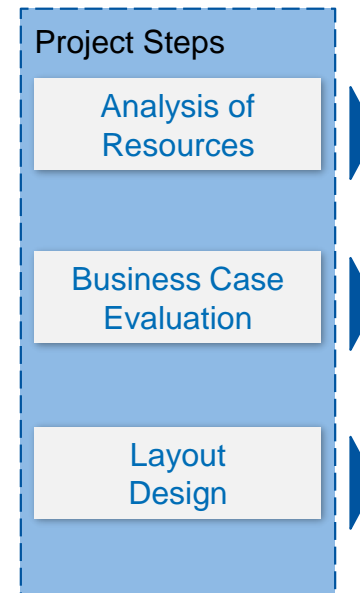 Project Steps
Analysis of
Resources
Business Case
Evaluation
Layout
Design